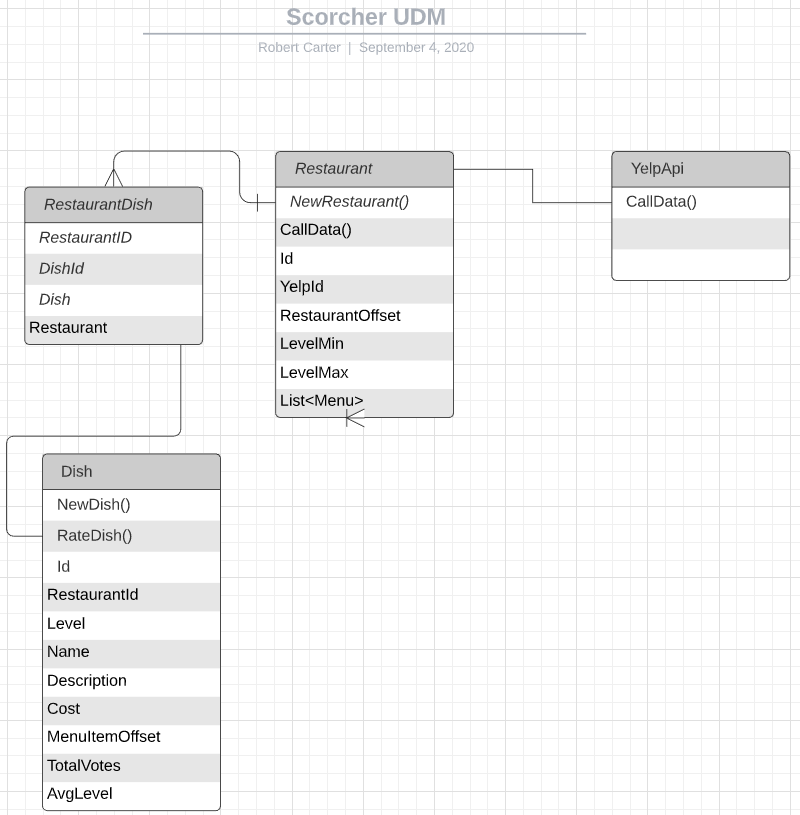 Scorcher UDM
Robert Carter | September 4, 2020
RestaurantDish
RestaurantID
DishId
Dish
Restaurant
Restaurant
NewRestaurant()
CallData()
Id
YelpId
RestaurantOffset
LevelMin
LevelMax
List<Menu>
YelpApi
CallData()
Dish
NewDish()
RateDish()
Id
RestaurantId
Level
Name
Description
Cost
MenuItemOffset
TotalVotes
AvgLevel